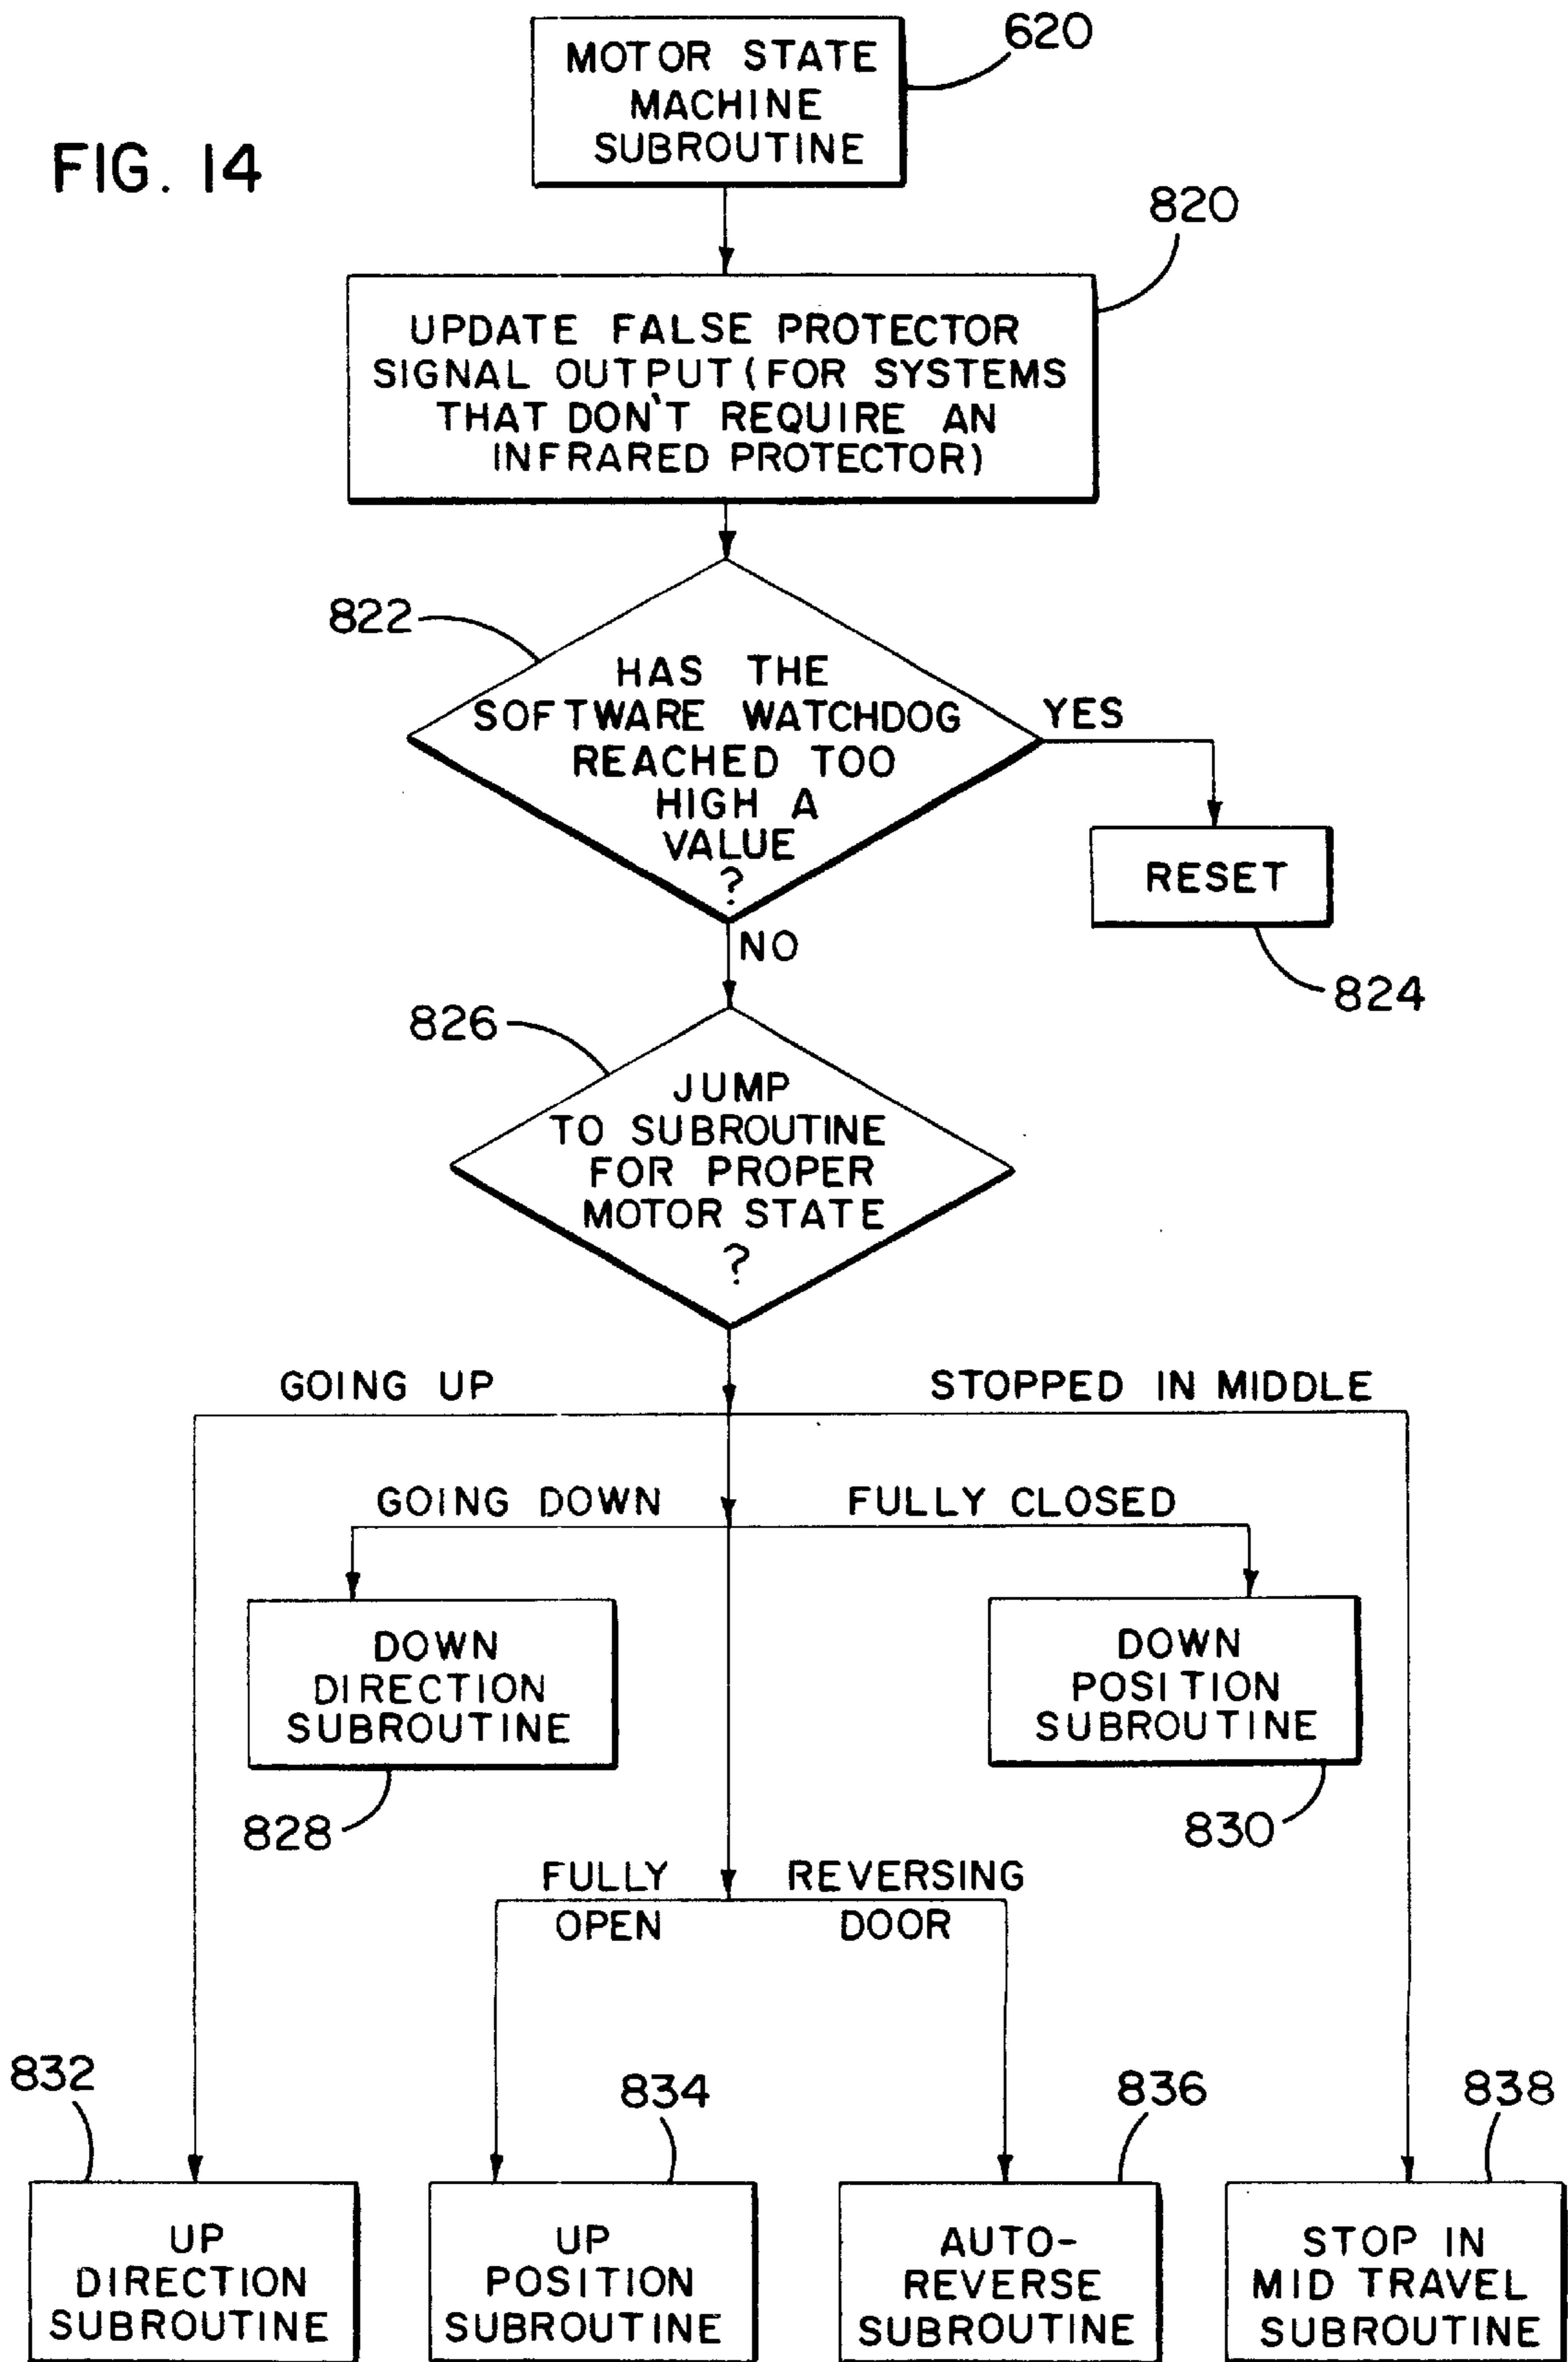 FIG. 14
MOTOR STATE
MACHINE
SUBROUTINE
620
820
UPDATE FALSE PROTECTOR
SIGNAL OUTPUT (FOR SYSTEMS
THAT DON'T REQUIRE AN
INFRARED PROTECTOR)
822
HAS THE
SOFTWARE WATCHDOG
REACHED TOO
HIGH A
VALUE
?
YES
RESET
824
NO
826
JUMP
TO SUBROUTINE
FOR PROPER
MOTOR STATE
?
GOING UP
STOPPED IN MIDDLE
GOING DOWN
FULLY CLOSED
DOWN
DIRECTION
SUBROUTINE
828
DOWN
POSITION
SUBROUTINE
830
FULLY
OPEN
REVERSING
DOOR
832
834
836
838
UP
DIRECTION
SUBROUTINE
UP
POSITION
SUBROUTINE
AUTO-
REVERSE
SUBROUTINE
STOP IN
MID TRAVEL
SUBROUTINE